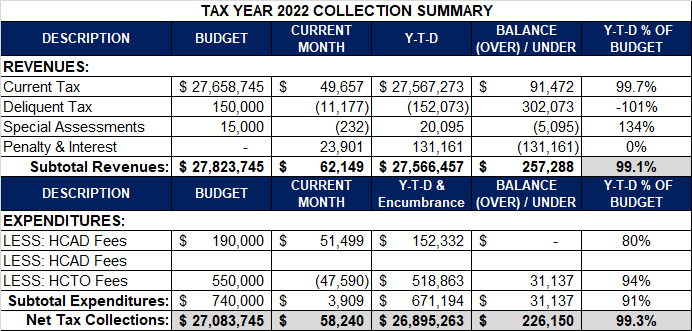 TAX YEAR 2022 COLLECTION SUMMARY
DESCRIPTION BUDGET CURRENT MONTH Y-T-D BALANCE (OVER) / UNDER Y-T-D % OF BUDGET
REVENUES:
Current Tax $ 27,658,745 $ 49,657 $ 27,567,273 $ 91,472 99.7%
Deliquent Tax 150,000 (11,177) (152,073) 302,073 -101%
Special Assessments 15,000 (232) 20,095 (5,095) 134%
Penalty & Interest - 23,901 131,161 (131,161) 0%
Subtotal Revenues: $ 27,823,745 $ 62,149 $ 27,566,457 $ 257,288 99.1%
DESCRIPTION BUDGET CURRENT MONTH Y-T-D & Encumbrance BALANCE (OVER) / UNDER Y-T-D % OF BUDGET
EXPENDITURES:
LESS: HCAD Fees $ 190,000 $ 51,499 $ 152,332 $ - 80%
LESS: HCAD Fees
LESS: HCTO Fees 550,000 (47,590) $ 518,863 31,137 94%
Subtotal Expenditures: $ 740,000 $ 3,909 $ 671,194 $ 31,137 91%
Net Tax Collections: $ 27,083,745 $ 58,240 $ 26,895,263 $ 226,150 99.3%